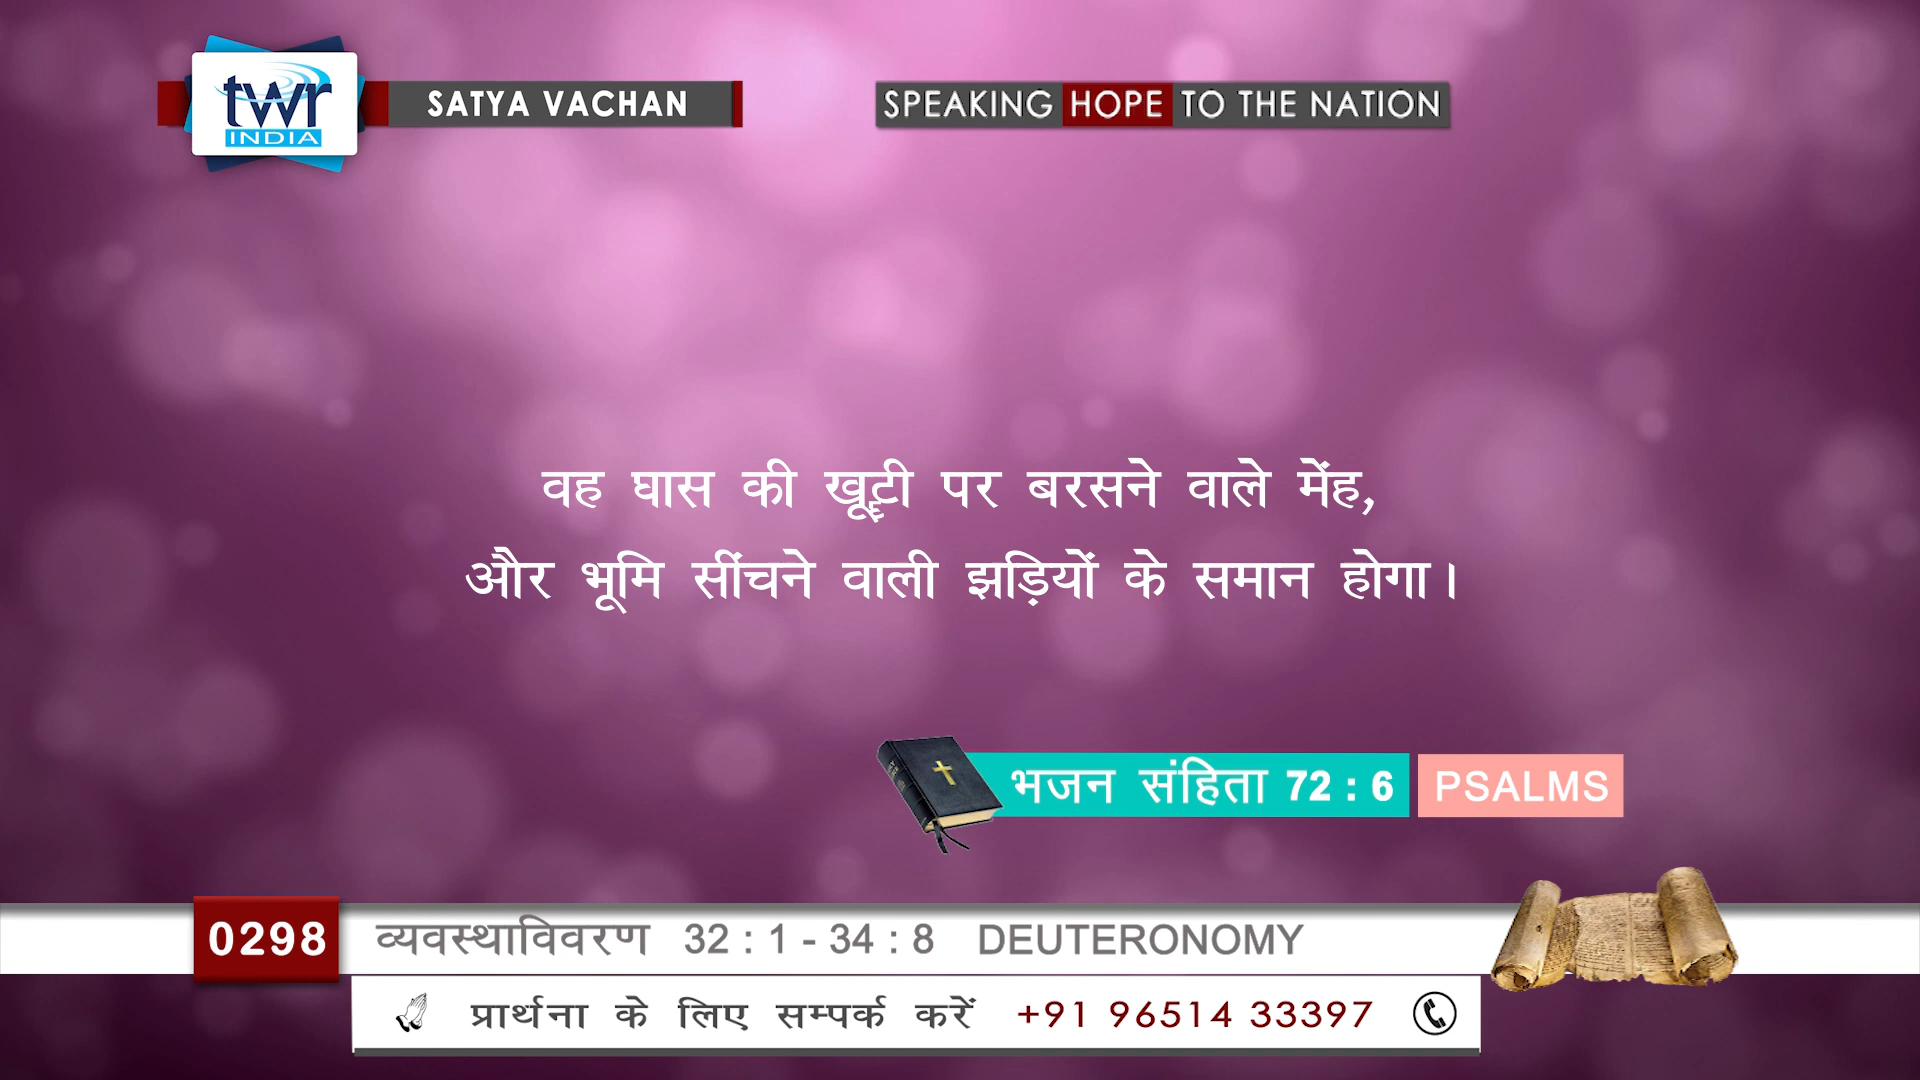 twr
INDIA
SATYA VACHAN
SPEAKING HOPE TO THE NATION
वह घास की खूट्टी पर बरसने वाले मेंह,
और भूमि सींचने वाली झड़ियों के समान होगा।
भजन संहिता 72 : 6 PSALMS
0298 व्यवस्थाविवरण 32 : 1 - 34 : 8 DEUTERONOMY
प्रार्थना के लिए सम्पर्क करें +91 96514 33397